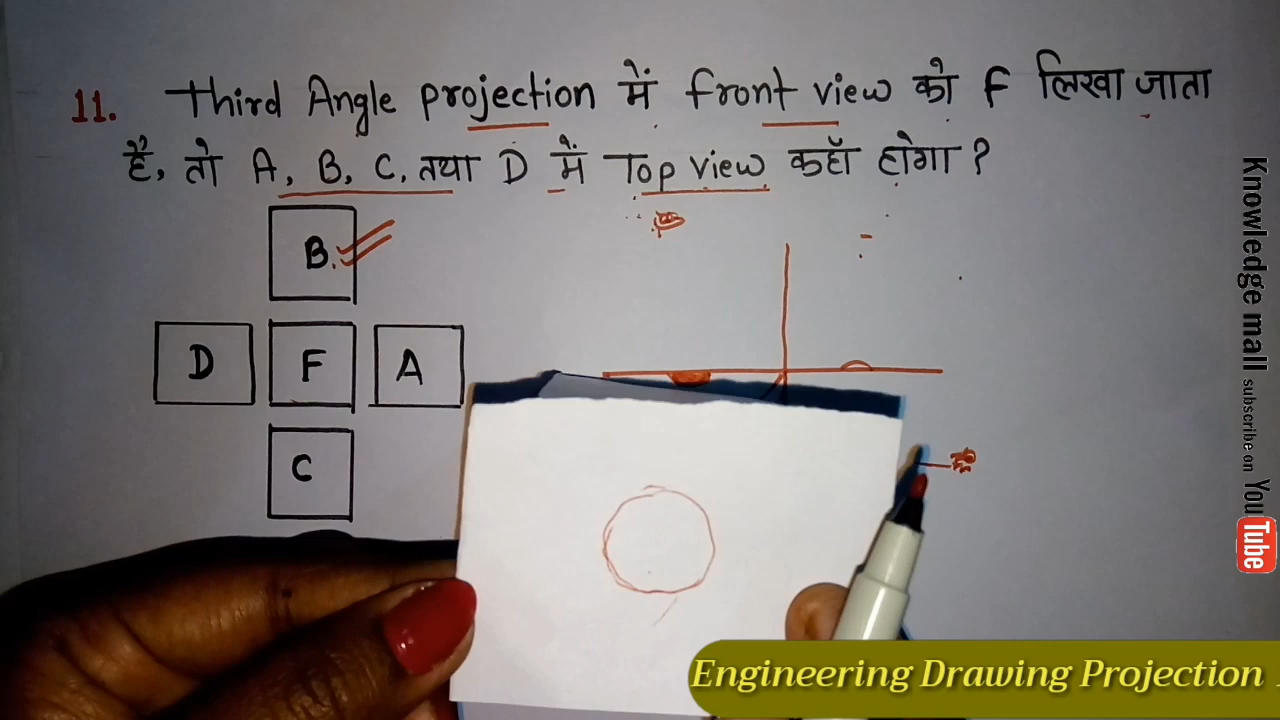 11. Third Angle projection में front view को F लिखा जाता
है, तो A, B, C, तथा D में Top view कहाँ होगा ?
B.
D F A
C
Knowledge mall subscribe on YouTube
Engineering Drawing Projection